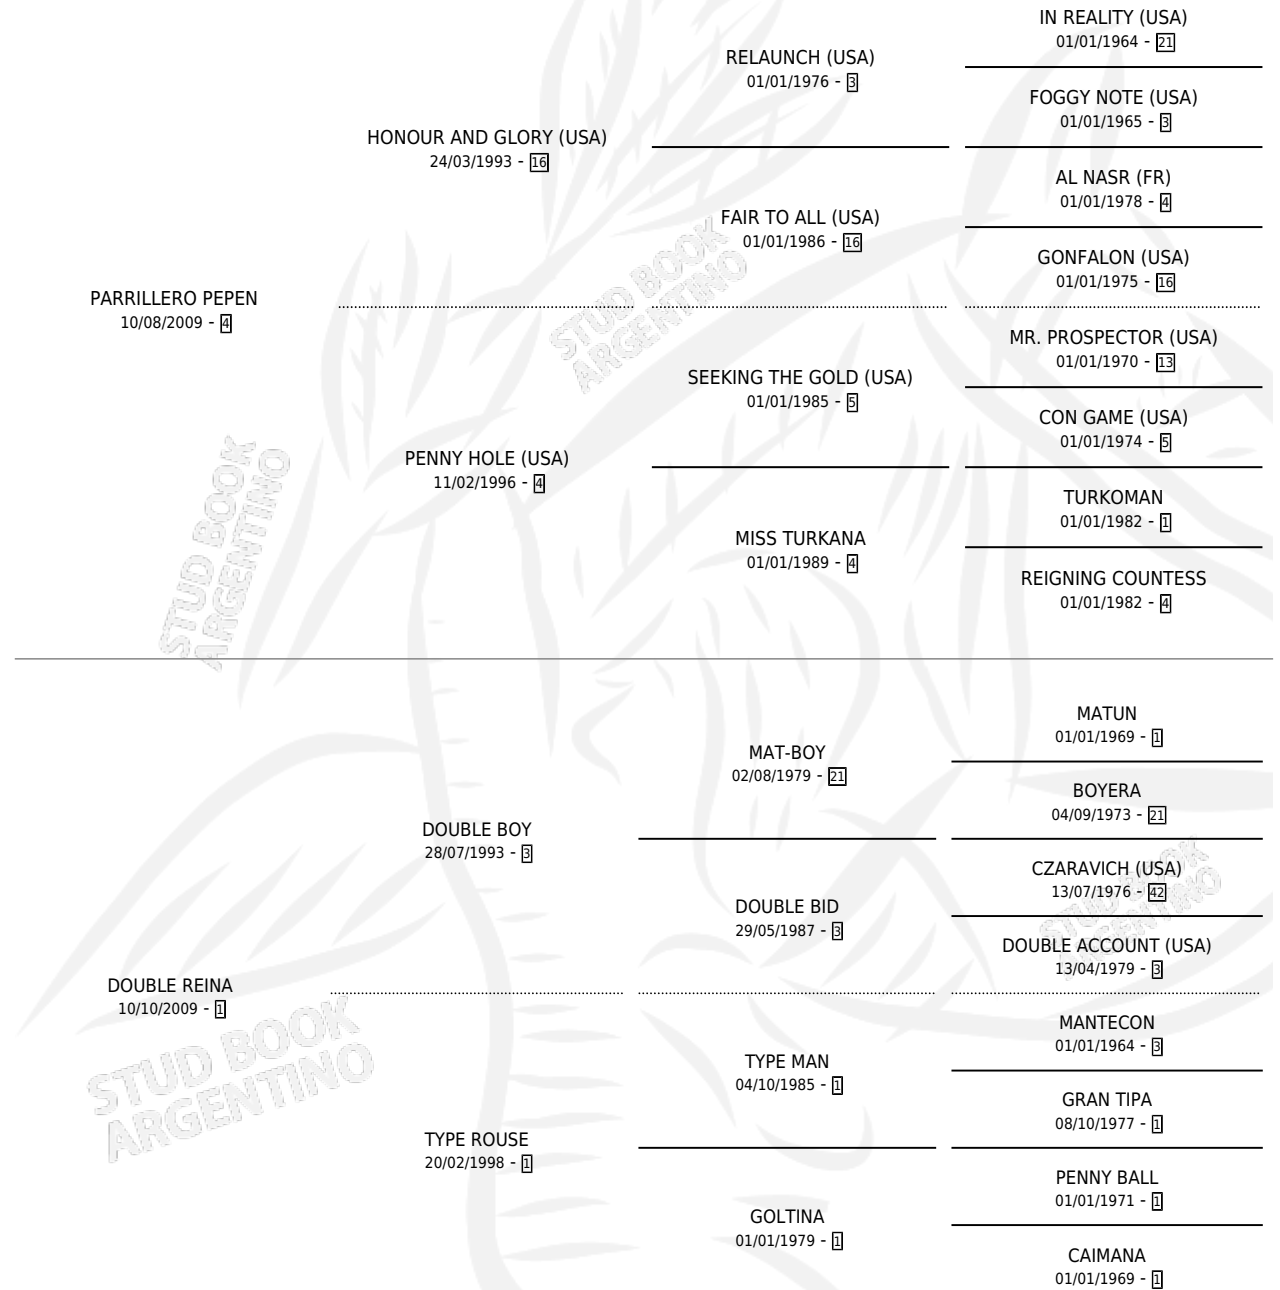 IN REALITY (USA)
01/01/1964 - 21
RELAUNCH (USA)
01/01/1976 - 3
FOGGY NOTE (USA)
01/01/1965 - 3
HONOUR AND GLORY (USA)
24/03/1993 - 16
AL NASR (FR)
01/01/1978 - 4
FAIR TO ALL (USA)
01/01/1986 - 16
GONFALON (USA)
01/01/1975 - 16
PARRILLERO PEPEN
10/08/2009 - 4
STUD BOOK
ARGENTINO
MR. PROSPECTOR (USA)
01/01/1970 - 13
SEEKING THE GOLD (USA)
01/01/1985 - 5
CON GAME (USA)
01/01/1974 - 5
PENNY HOLE (USA)
11/02/1996 - 4
TURKOMAN
01/01/1982 - 1
MISS TURKANA
01/01/1989 - 4
REIGNING COUNTESS
01/01/1982 - 4
STUD BOOK
ARGENTINO
MATUN
01/01/1969 - 1
MAT-BOY
02/08/1979 - 21
BOYERA
04/09/1973 - 21
DOUBLE BOY
28/07/1993 - 3
CZARAVICH (USA)
13/07/1976 - 42
DOUBLE BID
29/05/1987 - 3
STUD BOOK
ARGENTINO
DOUBLE ACCOUNT (USA)
13/04/1979 - 3
DOUBLE REINA
10/10/2009 - 1
STUD BOOK
ARGENTINO
MANTECON
01/01/1964 - 3
TYPE MAN
04/10/1985 - 1
GRAN TIPA
08/10/1977 - 1
TYPE ROUSE
20/02/1998 - 1
PENNY BALL
01/01/1971 - 1
GOLTINA
01/01/1979 - 1
CAIMANA
01/01/1969 - 1